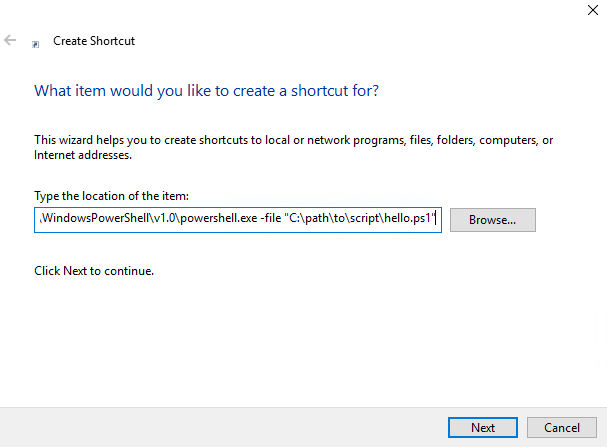 Create Shortcut
What item would you like to create a shortcut for?
This wizard helps you to create shortcuts to local or network programs, files, folders, computers, or
Internet addresses.
Type the location of the item:
\WindowsPowerShell\v1.0\powershell.exe -file "C:\path\to\script\hello.ps1"
Browse...
Click Next to continue.
Next
Cancel